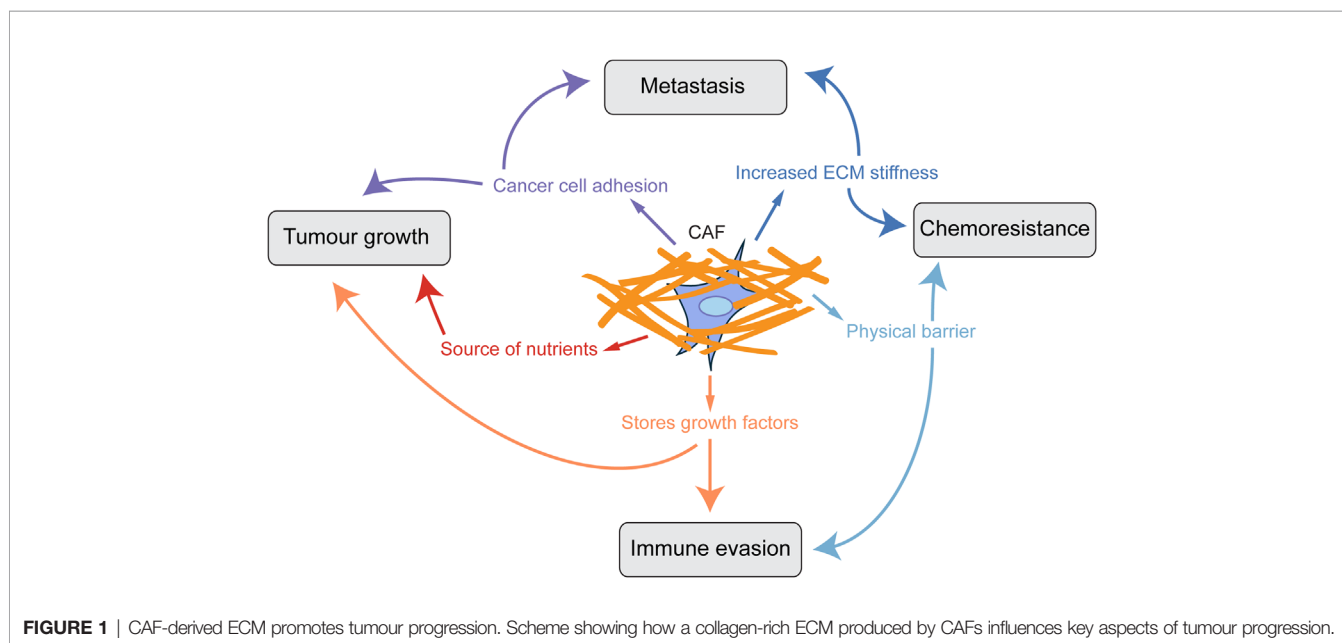 Metastasis
Increased ECM stiffness
Cancer cell adhesion
Tumour growth
CAF
Chemoresistance
Physical barrier
Source of nutrients
Stores growth factors
Immune evasion
FIGURE 1 | CAF-derived ECM promotes tumour progression. Scheme showing how a collagen-rich ECM produced by CAFs influences key aspects of tumour progression.